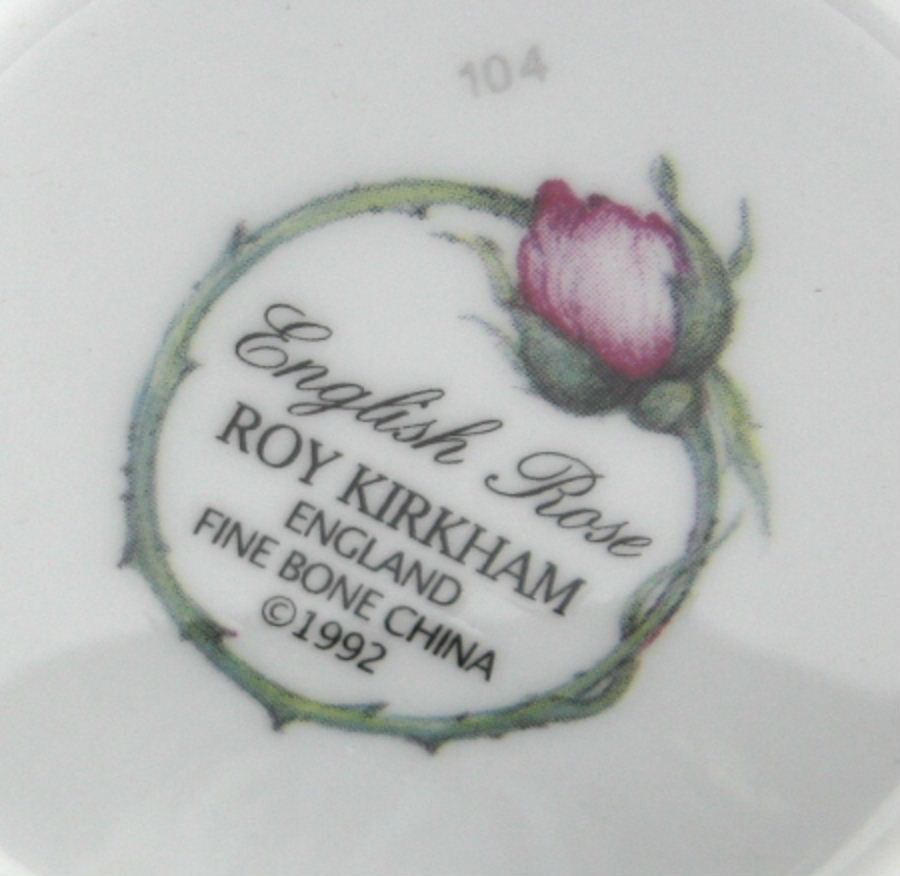 104
English Rose
ROY KIRKHAM
ENGLAND
FINE BONE CHINA
©1992